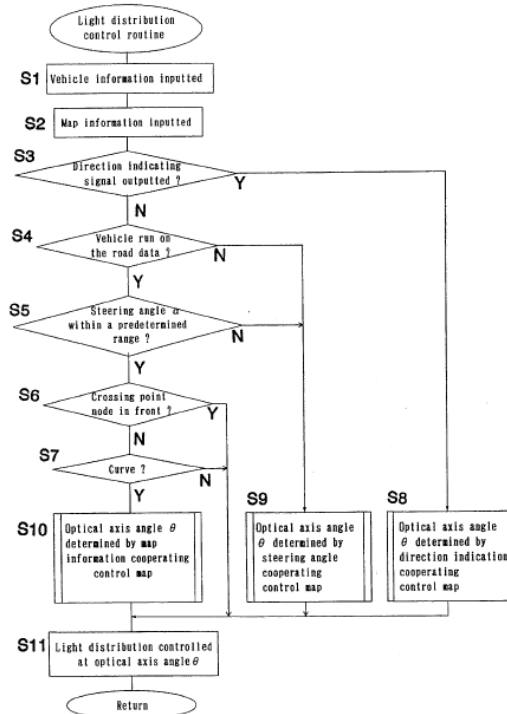 Light distribution
control routine
S1
Vehicle information inputted
S2
Map information inputted
S3
Direction indicating
signal outputted ?
Y
N
S4
Vehicle run on
the road data ?
N
Y
S5
Steering angle α
within a predetermined
range ?
N
Y
S6
Crossing point
node in front ?
Y
N
S7
Curve ?
N
Y
S10
Optical axis angle θ
determined by map
information cooperating
control map
S9
Optical axis angle
θ determined by
steering angle
cooperating
control map
S8
Optical axis angle
θ determined by
direction indication
cooperating
control map
S11
Light distribution controlled
at optical axis angle θ
Return